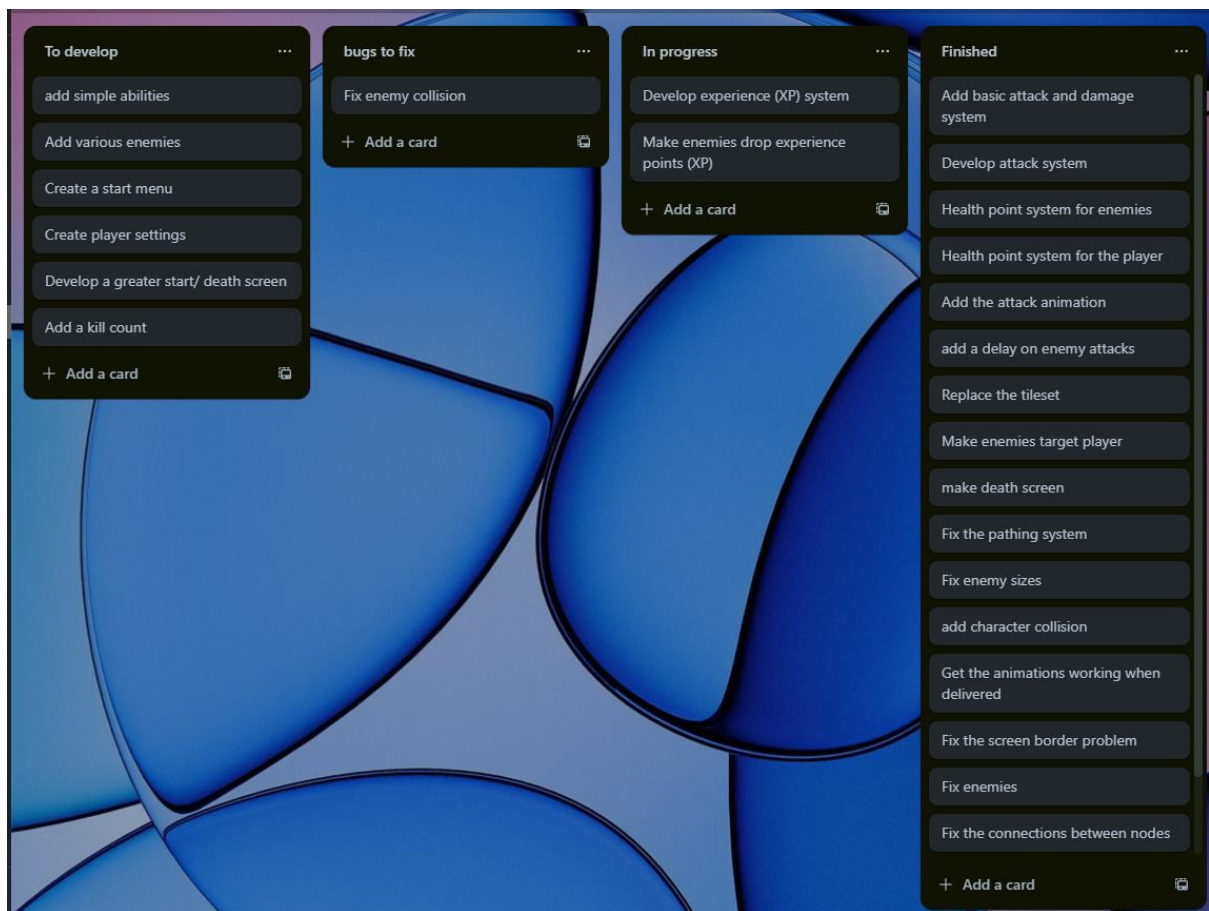 To develop
add simple abilities
Add various enemies
Create a start menu
Create player settings
Develop a greater start/ death screen
Add a kill count
+ Add a card
bugs to fix
Fix enemy collision
+ Add a card
In progress
Develop experience (XP) system
Make enemies drop experience
points (XP)
+ Add a card
Finished
Add basic attack and damage
system
Develop attack system
Health point system for enemies
Health point system for the player
Add the attack animation
add a delay on enemy attacks
Replace the tileset
Make enemies target player
make death screen
Fix the pathing system
Fix enemy sizes
add character collision
Get the animations working when
delivered
Fix the screen border problem
Fix enemies
Fix the connections between nodes
+ Add a card